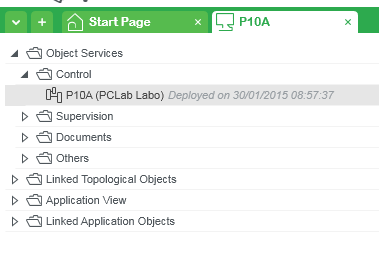 Start Page × P10A ×
Object Services
Control
P10A (PCLab Labo) Deployed on 30/01/2015 08:57:37
Supervision
Documents
Others
Linked Topological Objects
Application View
Linked Application Objects